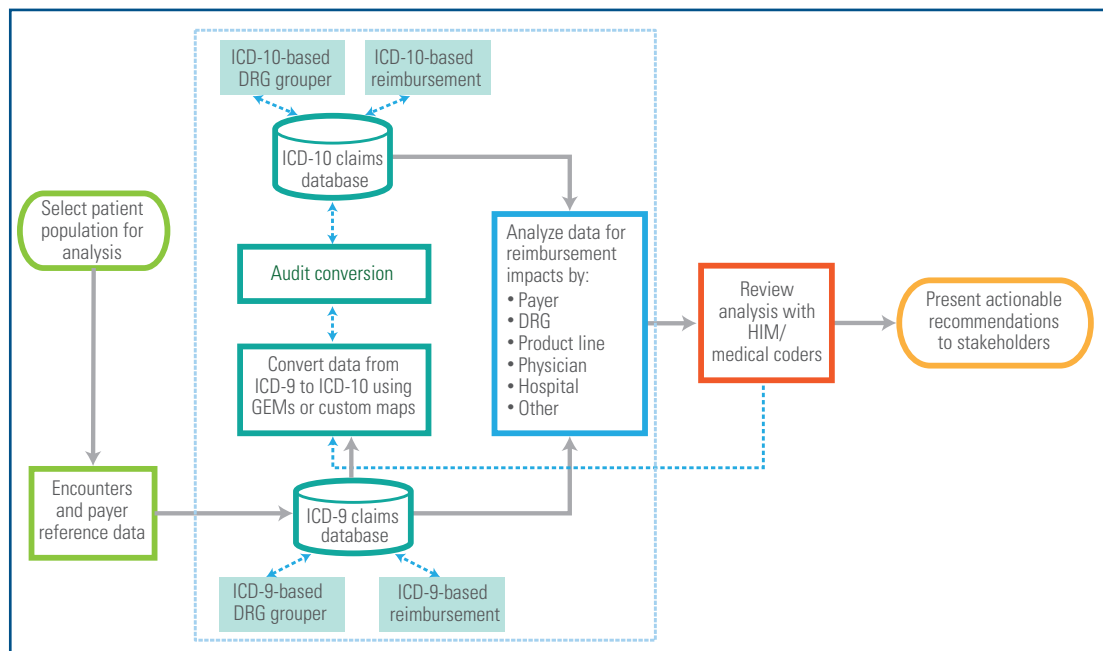 ICD-10-based
DRG grouper
ICD-10-based
reimbursement
ICD-10 claims
database
Select patient
population for
analysis
Audit conversion
Analyze data for
reimbursement
impacts by:
• Payer
• DRG
• Product line
• Physician
• Hospital
• Other
Review
analysis with
HIM/
medical coders
Present actionable
recommendations
to stakeholders
Convert data from
ICD-9 to ICD-10 using
GEMs or custom maps
Encounters
and payer
reference data
ICD-9 claims
database
ICD-9-based
DRG grouper
ICD-9-based
reimbursement